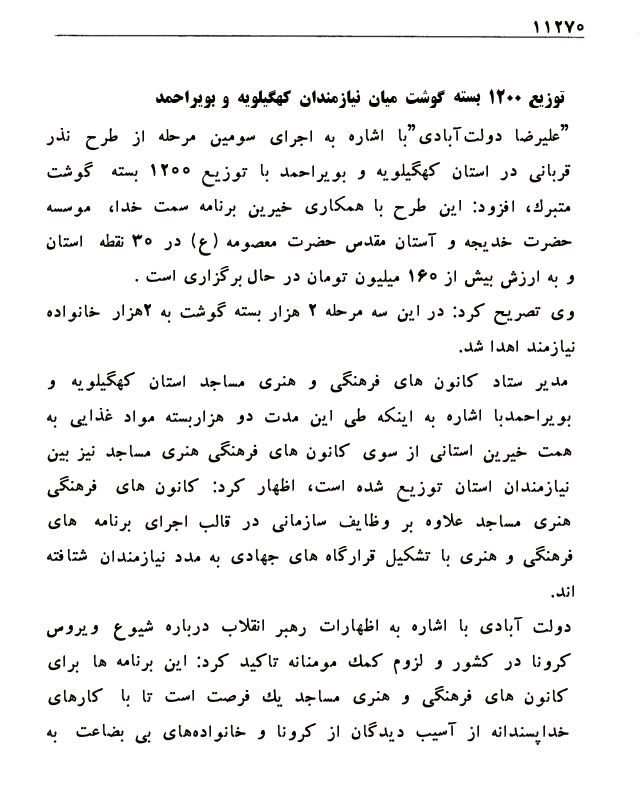 ۱۱۲۷۰
توزیع ۱۲۰۰ بسته گوشت میان نیازمندان کهگیلویه و بویراحمد
"علیرضا دولت‌آبادی"با اشاره به اجرای سومین مرحله از طرح نذر
قربانی در استان کهگیلویه و بویراحمد با توزیع ۱۲۰۰ بسته گوشت
متبرك، افزود: این طرح با همکاری خیرین برنامه سمت خدا، موسسه
حضرت خدیجه و آستان مقدس حضرت معصومه (ع) در ۳۰ نقطه استان
و به ارزش بیش از ۱۶۰ میلیون تومان در حال برگزاری است .
وی تصریح کرد: در این سه مرحله ۲ هزار بسته گوشت به ۲هزار خانواده
نیازمند اهدا شد.
مدیر ستاد کانون های فرهنگی و هنری مساجد استان کهگیلویه و
بویراحمدبا اشاره به اینکه طی این مدت دو هزاربسته مواد غذایی به
همت خیرین استانی از سوی کانون های فرهنگی هنری مساجد نیز بین
نیازمندان استان توزیع شده است، اظهار کرد: کانون های فرهنگی
هنری مساجد علاوه بر وظایف سازمانی در قالب اجرای برنامه های
فرهنگی و هنری با تشکیل قرارگاه های جهادی به مدد نیازمندان شتافته
اند.
دولت آبادی با اشاره به اظهارات رهبر انقلاب درباره شیوع ویروس
کرونا در کشور و لزوم کمك مومنانه تاکید کرد: این برنامه ها برای
کانون های فرهنگی و هنری مساجد یك فرصت است تا با کارهای
خداپسندانه از آسیب دیدگان از کرونا و خانواده‌های بی بضاعت به